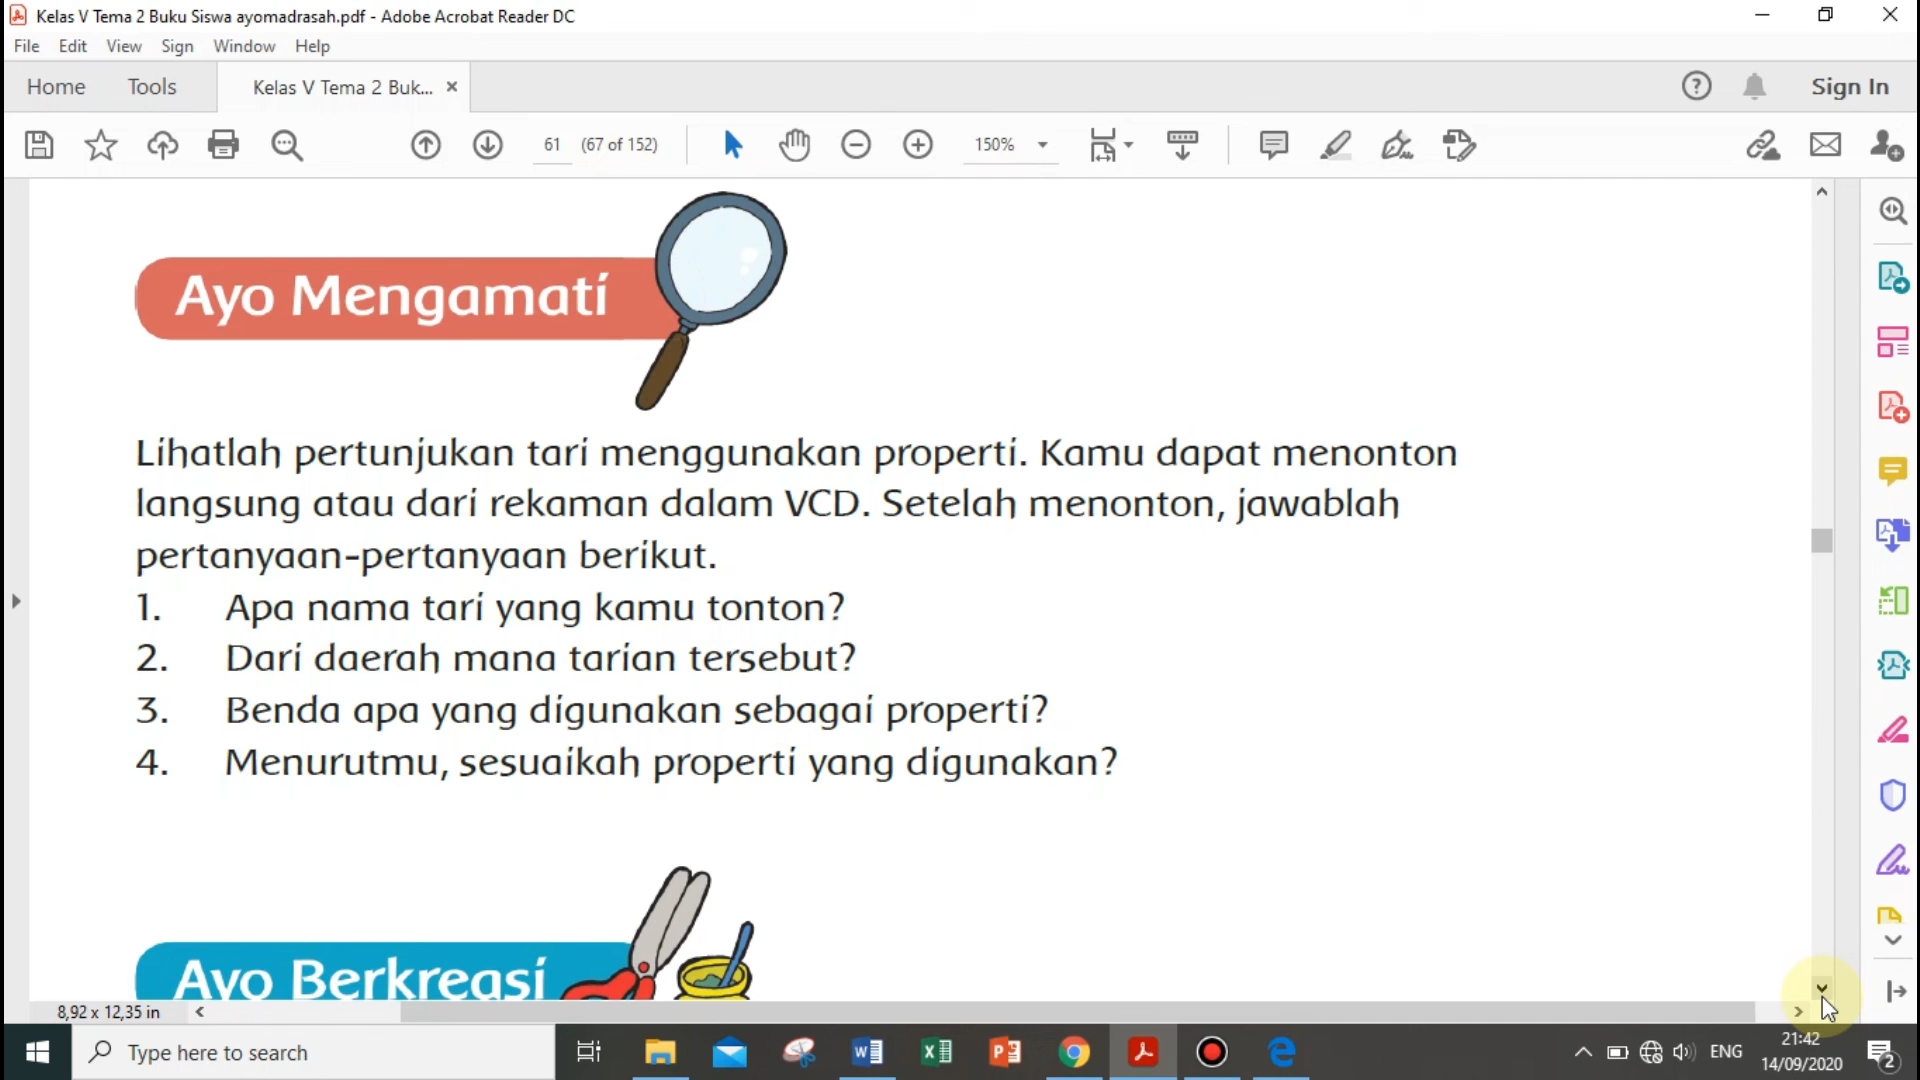 Kelas V Tema 2 Buku Siswa ayomadrasah.pdf - Adobe Acrobat Reader DC
File Edit View Sign Window Help
Home Tools Kelas V Tema 2 Buk... Sign In
61 (67 of 152) 150%
Ayo Mengamati
Lihatlah pertunjukan tari menggunakan properti. Kamu dapat menonton
langsung atau dari rekaman dalam VCD. Setelah menonton, jawablah
pertanyaan-pertanyaan berikut.
1. Apa nama tari yang kamu tonton?
2. Dari daerah mana tarian tersebut?
3. Benda apa yang digunakan sebagai properti?
4. Menurutmu, sesuaikah properti yang digunakan?
Ayo Berkreasi
8,92 x 12,35 in
Type here to search
ENG
21:42
14/09/2020
2